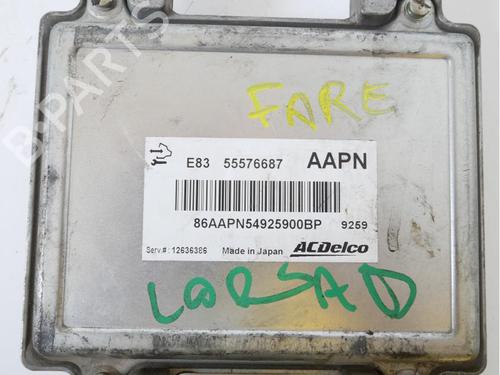 B-PARTS
FARE
E83 55576687 AAPN
86AAPN54925900BP 9259
Serv.#: 12636386 Made in Japan ACDelco
CORSA D